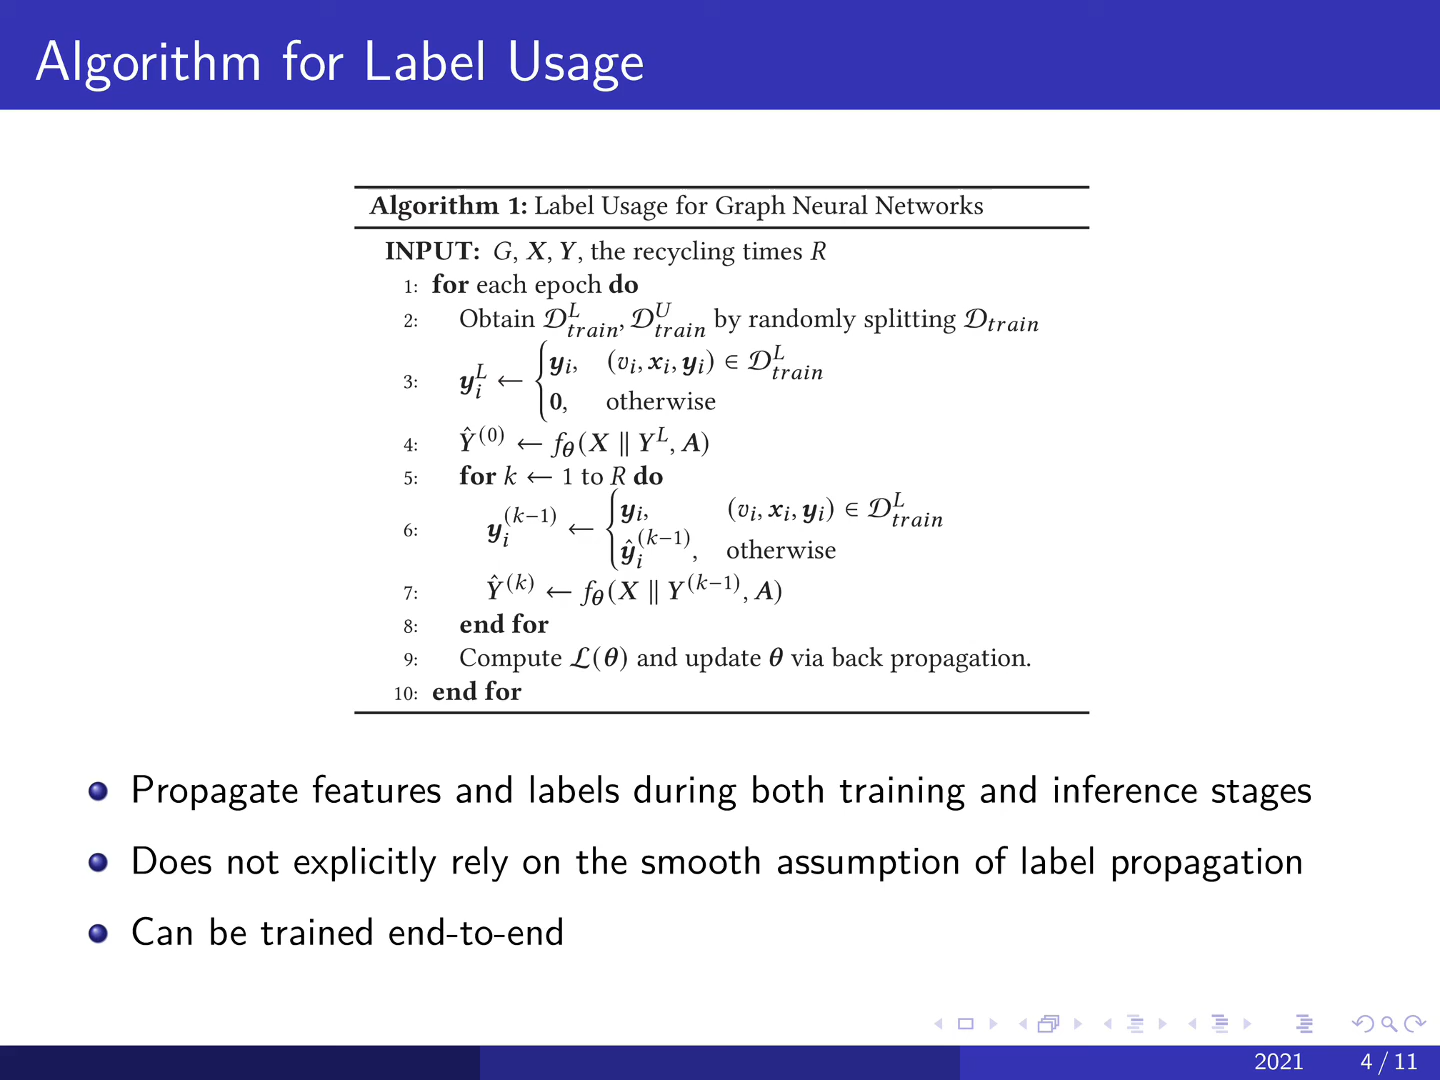 Algorithm for Label Usage
Algorithm 1: Label Usage for Graph Neural Networks
INPUT: G, X, Y, the recycling times R
1: for each epoch do
2: Obtain 𝒟^L_train, 𝒟^U_train by randomly splitting 𝒟_train
3: y_i^L ← { y_i, (v_i, x_i, y_i) ∈ 𝒟^L_train
0, otherwise
4: Ŷ^(0) ← f_θ(X ∥ Y^L, A)
5: for k ← 1 to R do
6: y_i^(k−1) ← { y_i, (v_i, x_i, y_i) ∈ 𝒟^L_train
ŷ_i^(k−1), otherwise
7: Ŷ^(k) ← f_θ(X ∥ Y^(k−1), A)
8: end for
9: Compute ℒ(θ) and update θ via back propagation.
10: end for
Propagate features and labels during both training and inference stages
Does not explicitly rely on the smooth assumption of label propagation
Can be trained end-to-end
2021 4 / 11